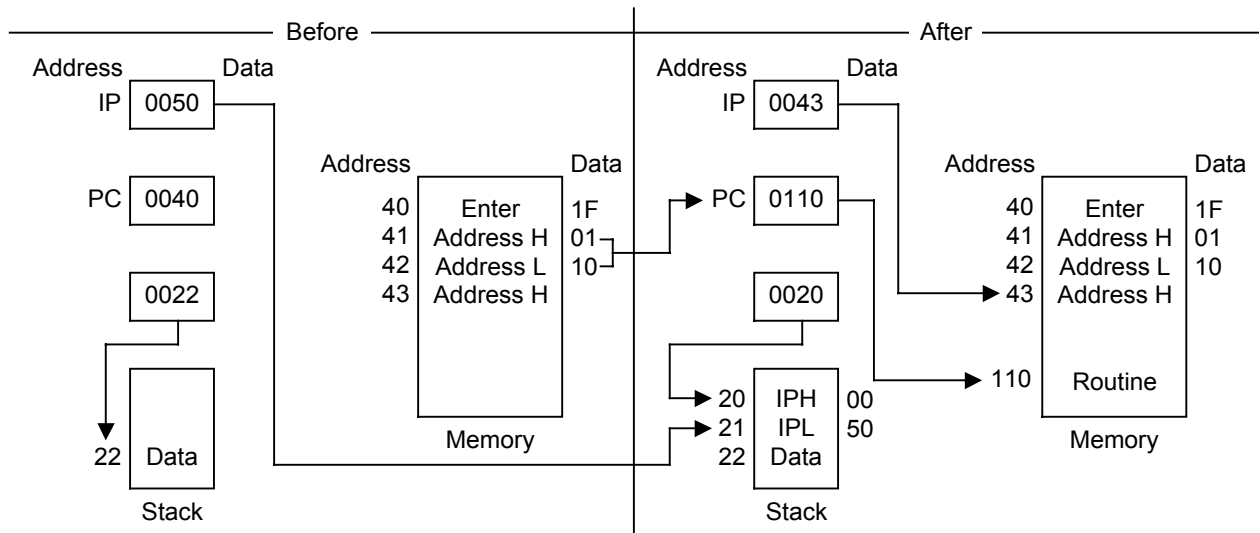 Before
Address Data
IP 0050
PC 0040
0022
22 Data
Stack
Address Data
40 Enter 1F
41 Address H 01
42 Address L 10
43 Address H
Memory
After
Address Data
IP 0043
PC 0110
0020
20 IPH 00
21 IPL 50
22 Data
Stack
Address Data
40 Enter 1F
41 Address H 01
42 Address L 10
43 Address H
110 Routine
Memory